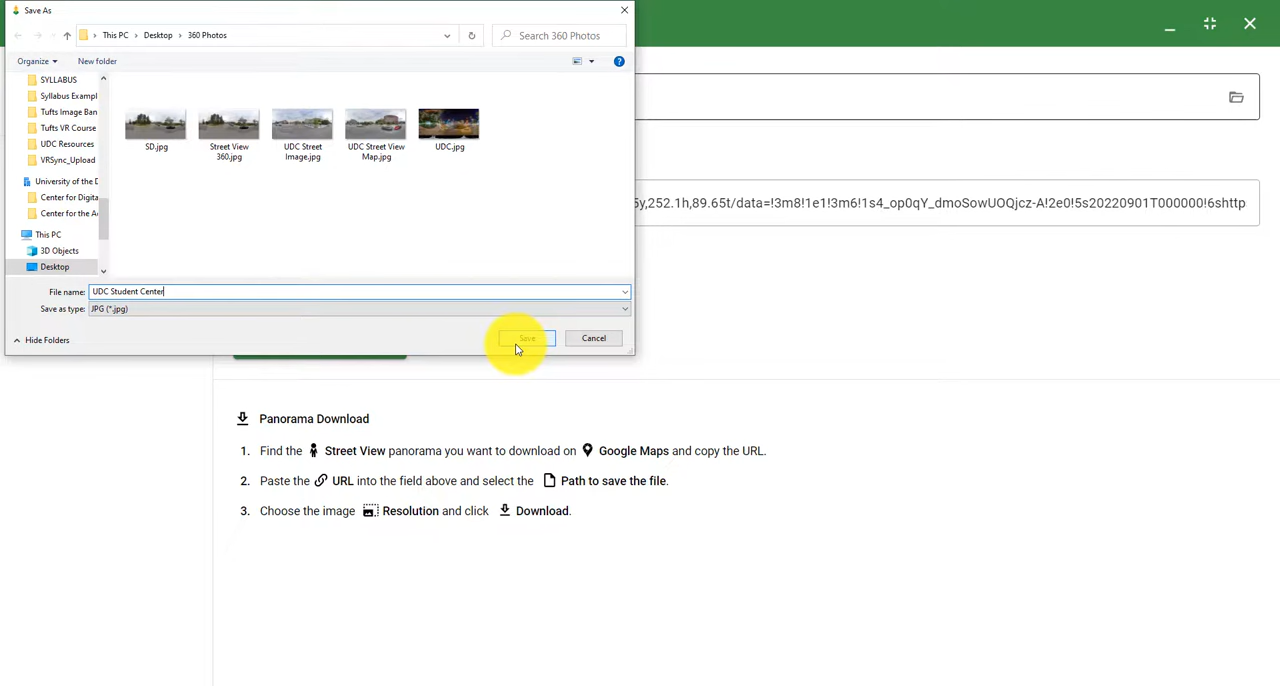 Save As
This PC
Desktop
360 Photos
Search 360 Photos
Organize
New folder
SYLLABUS
Syllabus Exampl
Tufts Image Ban
Tufts VR Course
UDC Resources
VRSync_Upload
University of the D
Center for Digita
Center for the A
This PC
3D Objects
Desktop
SD.jpg
Street View
360.jpg
UDC Street
Image.jpg
UDC Street View
Map.jpg
UDC.jpg
File name:
UDC Student Center
Save as type:
JPG (*.jpg)
Hide Folders
Save
Cancel
5y,252.1h,89.65t/data=!3m8!1e1!3m6!1s4_op0qY_dmoSowUOQjcz-A!2e0!5s20220901T000000!6shttp
Panorama Download
1. Find the Street View panorama you want to download on Google Maps and copy the URL.
2. Paste the URL into the field above and select the Path to save the file.
3. Choose the image Resolution and click Download.